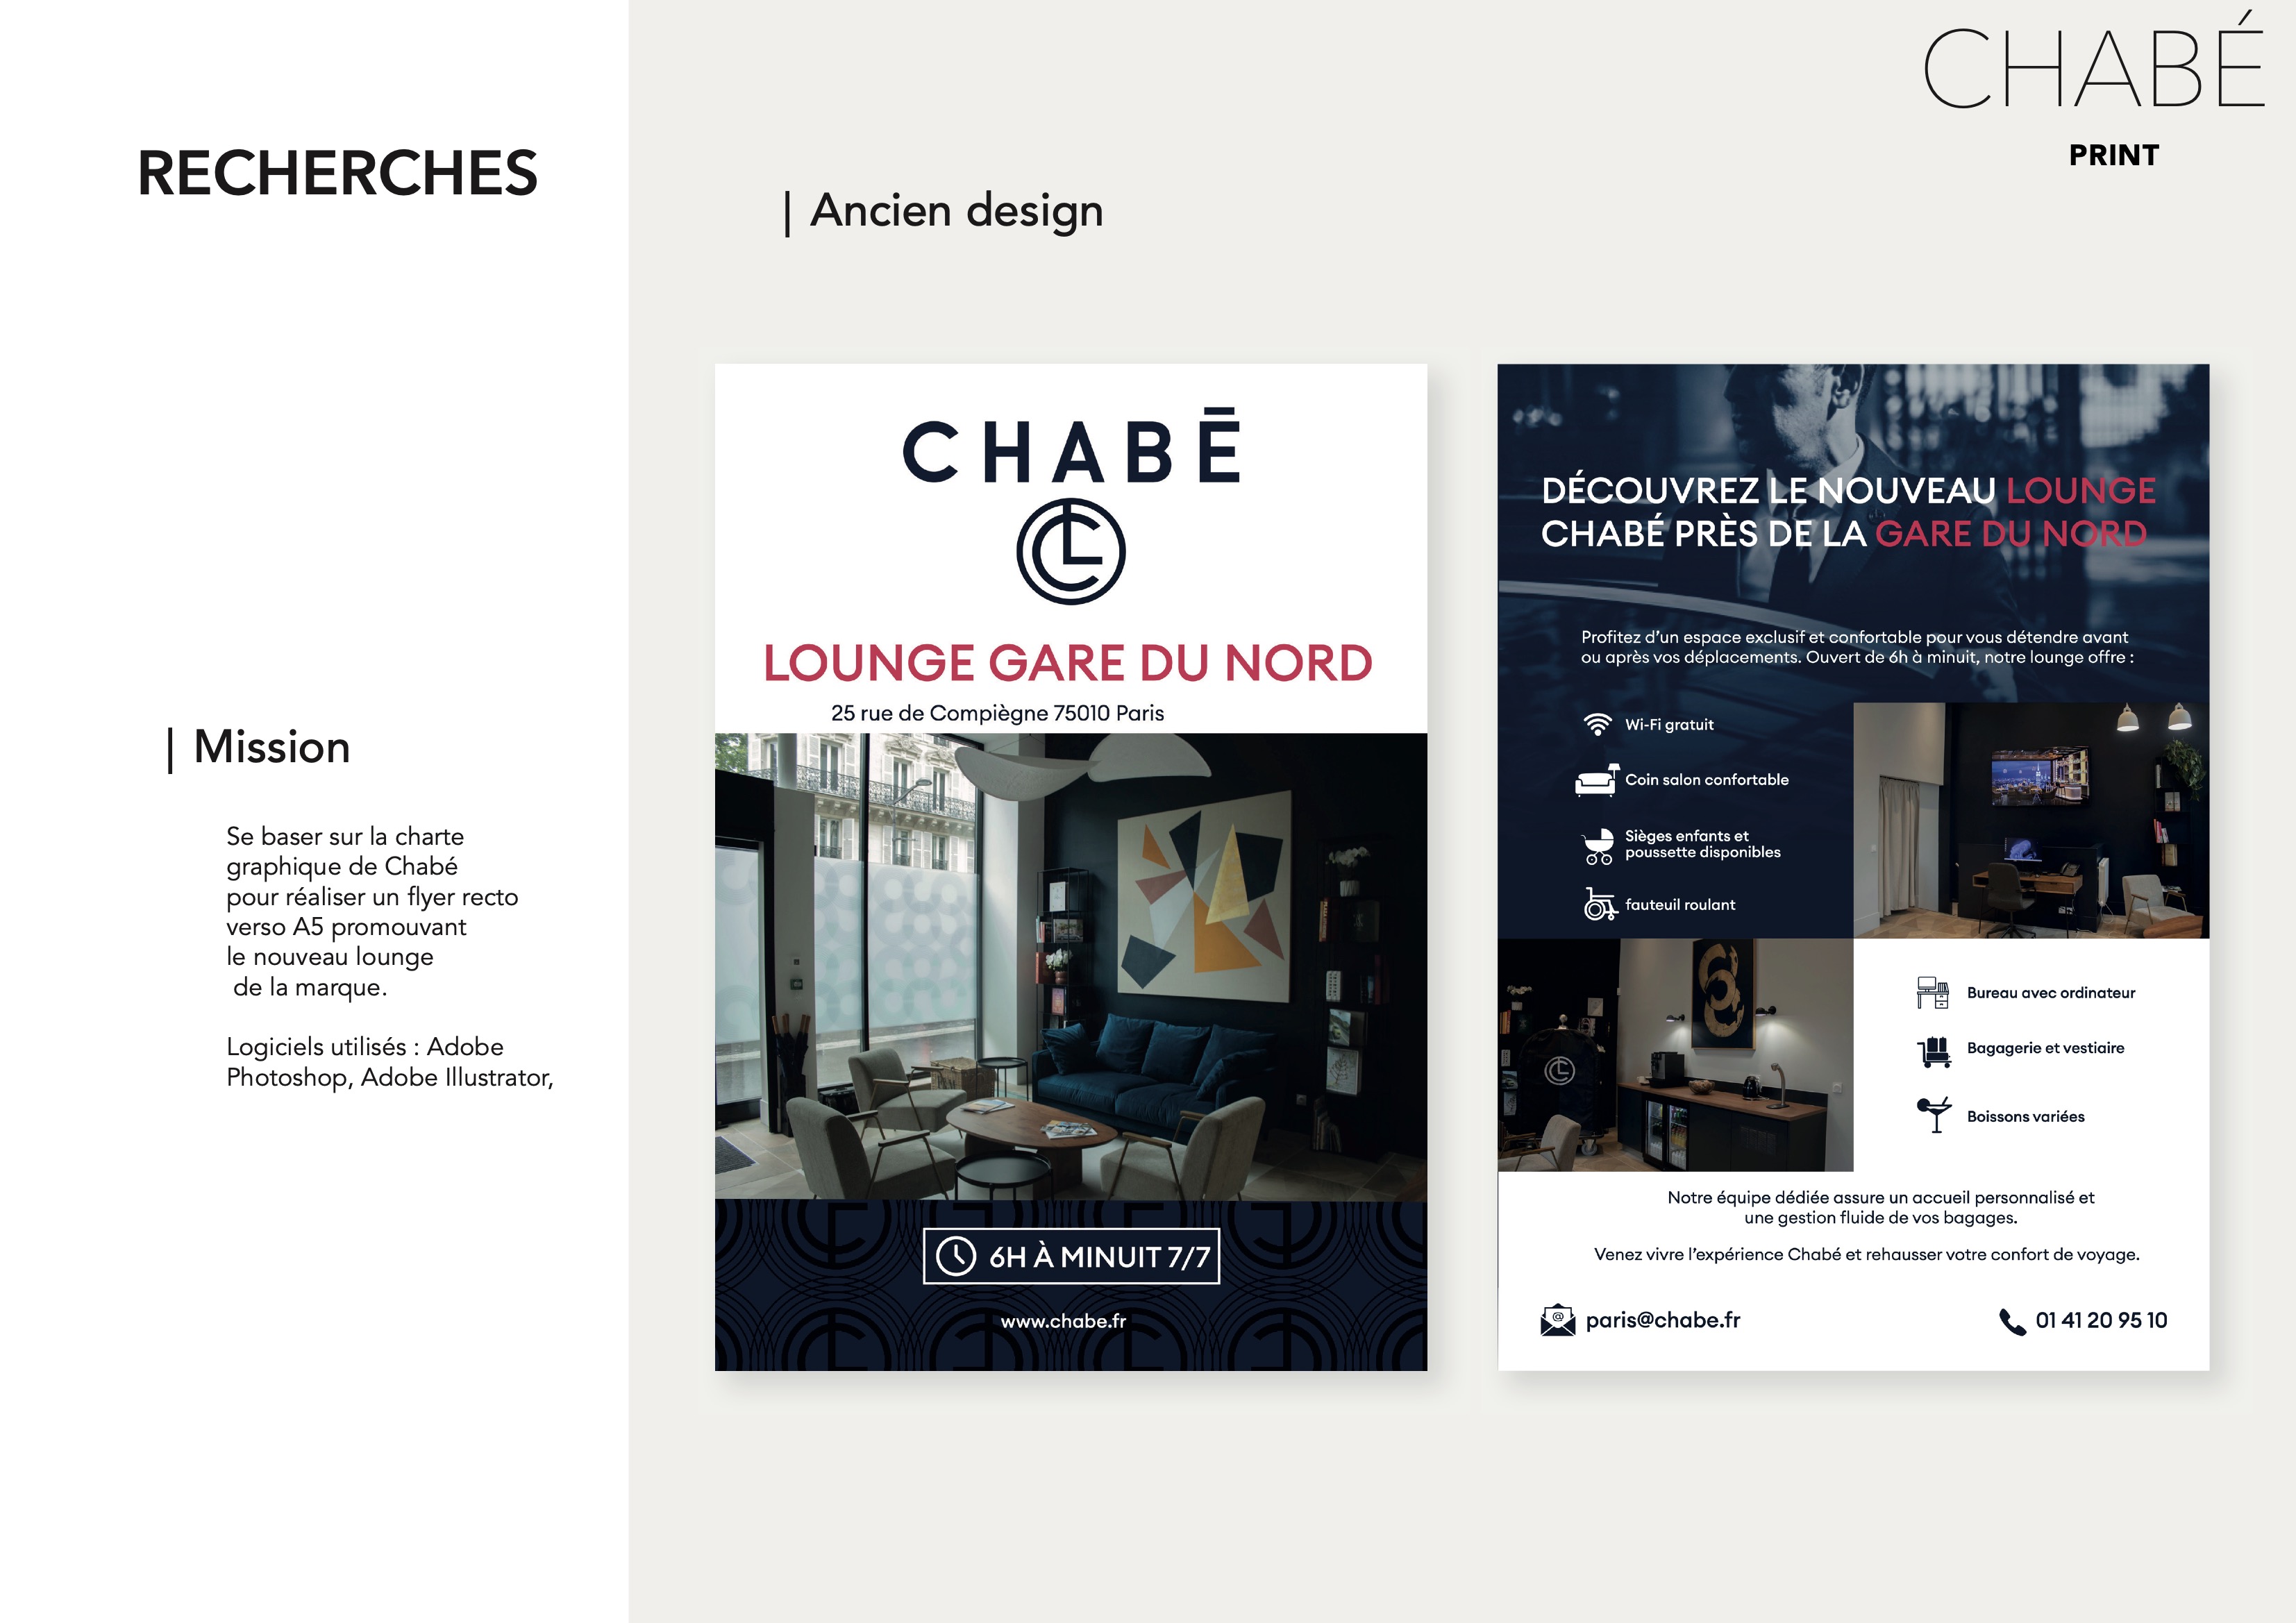 CHABÉ
PRINT
RECHERCHES
| Ancien design
| Mission
Se baser sur la charte
graphique de Chabé
pour réaliser un flyer recto
verso A5 promouvant
le nouveau lounge
de la marque.
Logiciels utilisés : Adobe
Photoshop, Adobe Illustrator,
CHABĒ
CL
LOUNGE GARE DU NORD
25 rue de Compiègne 75010 Paris
6H À MINUIT 7/7
www.chabe.fr
DÉCOUVREZ LE NOUVEAU LOUNGE
CHABÉ PRÈS DE LA GARE DU NORD
Profitez d'un espace exclusif et confortable pour vous détendre avant
ou après vos déplacements. Ouvert de 6h à minuit, notre lounge offre :
Wi-Fi gratuit
Coin salon confortable
Sièges enfants et
poussette disponibles
fauteuil roulant
Bureau avec ordinateur
Bagagerie et vestiaire
Boissons variées
Notre équipe dédiée assure un accueil personnalisé et
une gestion fluide de vos bagages.
Venez vivre l'expérience Chabé et rehausser votre confort de voyage.
paris@chabe.fr
01 41 20 95 10